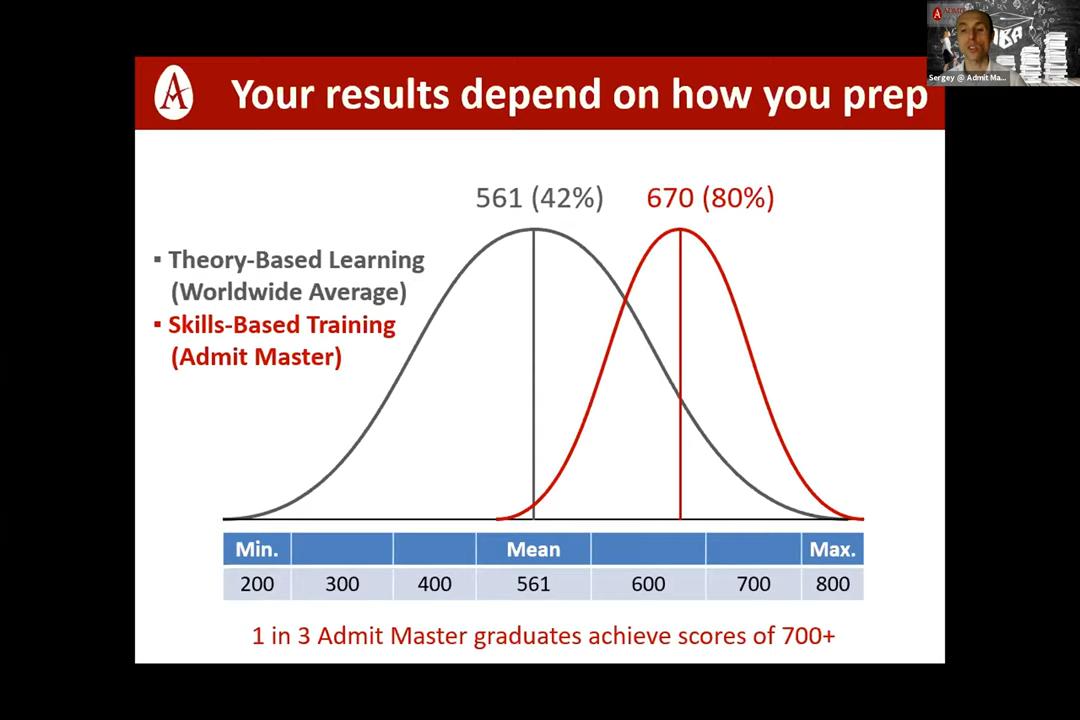 ADMIT
MBA
Sergey @ Admit Ma...
A
Your results depend on how you prep
561 (42%) 670 (80%)
▪ Theory-Based Learning
(Worldwide Average)
▪ Skills-Based Training
(Admit Master)
Min. Mean Max.
200 300 400 561 600 700 800
1 in 3 Admit Master graduates achieve scores of 700+